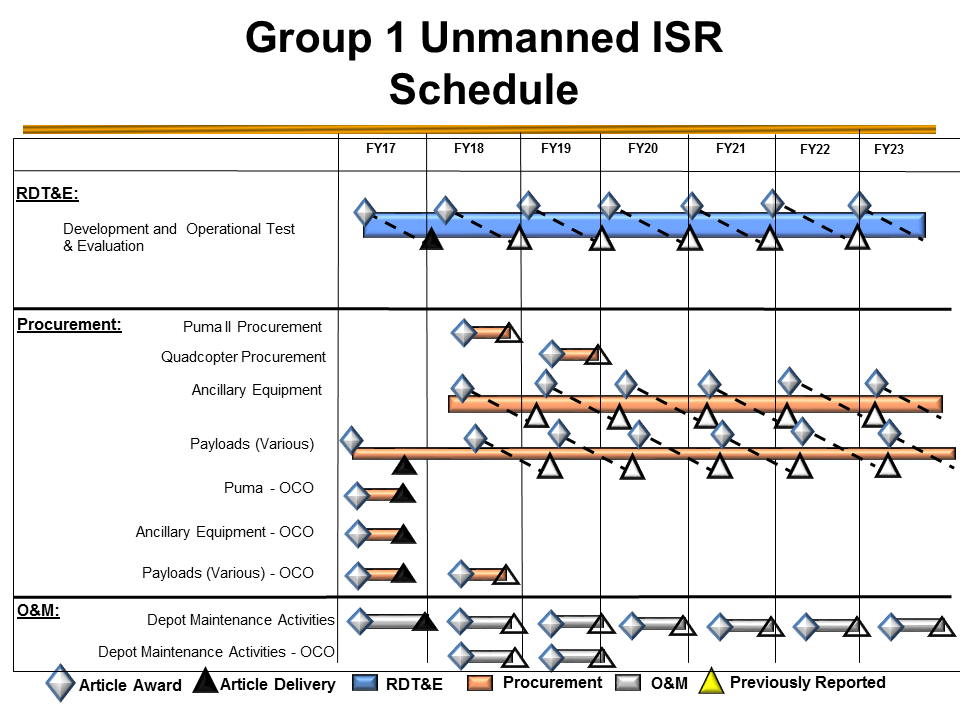 Group 1 Unmanned ISR
Schedule
FY17 FY18 FY19 FY20 FY21 FY22 FY23
RDT&E:
Development and Operational Test
& Evaluation
Procurement:
Puma II Procurement
Quadcopter Procurement
Ancillary Equipment
Payloads (Various)
Puma - OCO
Ancillary Equipment - OCO
Payloads (Various) - OCO
O&M:
Depot Maintenance Activities
Depot Maintenance Activities - OCO
Article Award Article Delivery RDT&E Procurement O&M Previously Reported